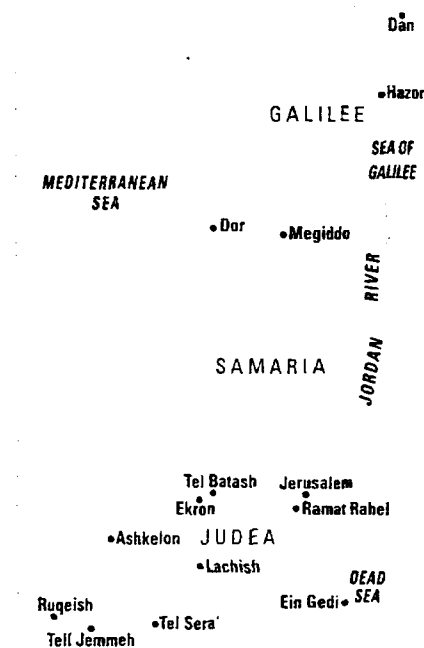 Dan
Hazor
GALILEE
SEA OF
GALILEE
MEDITERRANEAN
SEA
Dor
Megiddo
JORDAN RIVER
SAMARIA
Tel Batash
Jerusalem
Ekron
Ramat Rahel
Ashkelon
JUDEA
Lachish
DEAD
SEA
Ein Gedi
Ruqeish
Tel Sera'
Tell Jemmeh